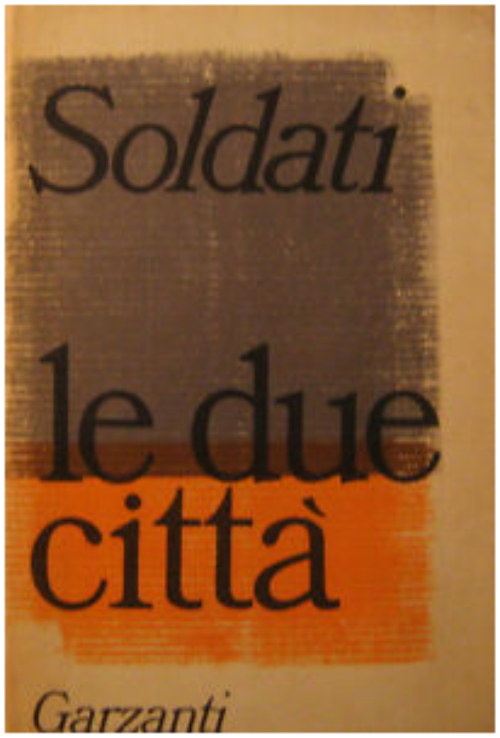 Soldati
le due
città
Garzanti